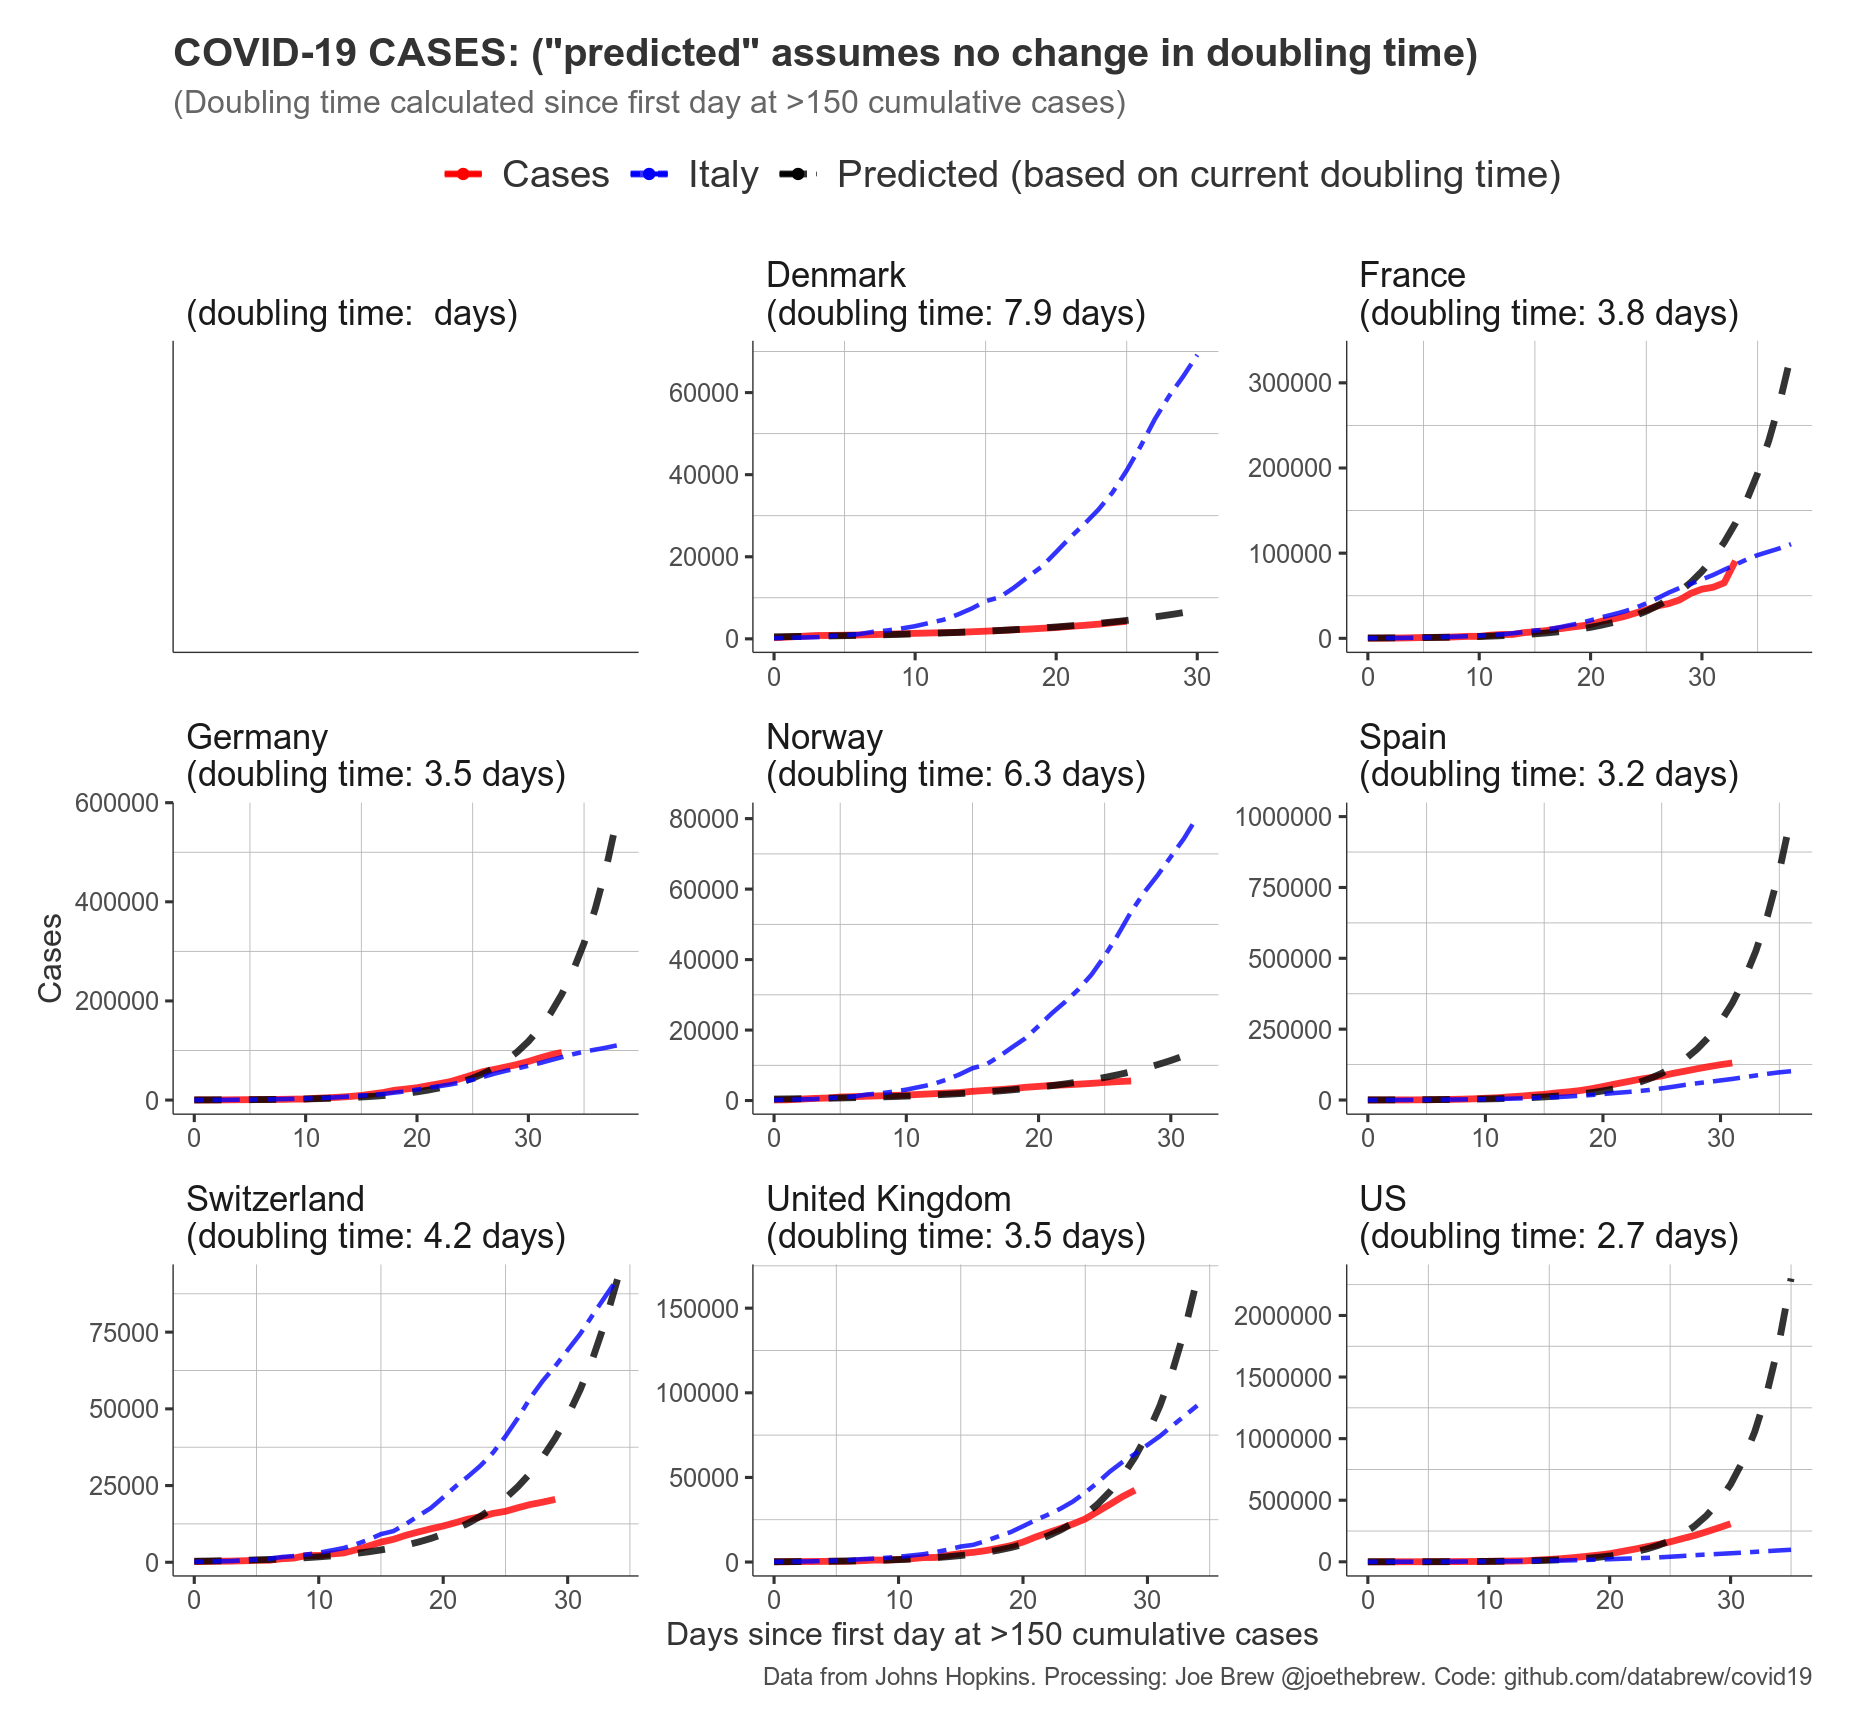 COVID-19 CASES: ("predicted" assumes no change in doubling time)
(Doubling time calculated since first day at >150 cumulative cases)
Cases Italy Predicted (based on current doubling time)
(doubling time:  days)
Denmark
(doubling time: 7.9 days)
60000
40000
20000
0
0 10 20 30
France
(doubling time: 3.8 days)
300000
200000
100000
0
0 10 20 30
Cases
Germany
(doubling time: 3.5 days)
600000
400000
200000
0
0 10 20 30
Norway
(doubling time: 6.3 days)
80000
60000
40000
20000
0
0 10 20 30
Spain
(doubling time: 3.2 days)
1000000
750000
500000
250000
0
0 10 20 30
Switzerland
(doubling time: 4.2 days)
75000
50000
25000
0
0 10 20 30
United Kingdom
(doubling time: 3.5 days)
150000
100000
50000
0
0 10 20 30
US
(doubling time: 2.7 days)
2000000
1500000
1000000
500000
0
0 10 20 30
Days since first day at >150 cumulative cases
Data from Johns Hopkins. Processing: Joe Brew @joethebrew. Code: github.com/databrew/covid19